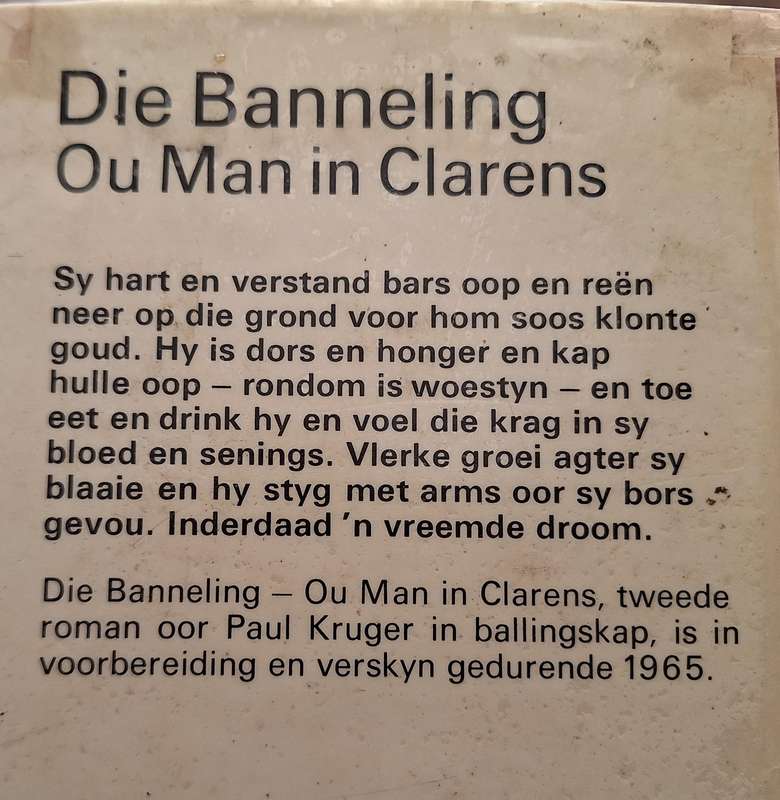 Die Banneling
Ou Man in Clarens
Sy hart en verstand bars oop en reën
neer op die grond voor hom soos klonte
goud. Hy is dors en honger en kap
hulle oop – rondom is woestyn – en toe
eet en drink hy en voel die krag in sy
bloed en senings. Vlerke groei agter sy
blaaie en hy styg met arms oor sy bors
gevou. Inderdaad 'n vreemde droom.
Die Banneling – Ou Man in Clarens, tweede
roman oor Paul Kruger in ballingskap, is in
voorbereiding en verskyn gedurende 1965.